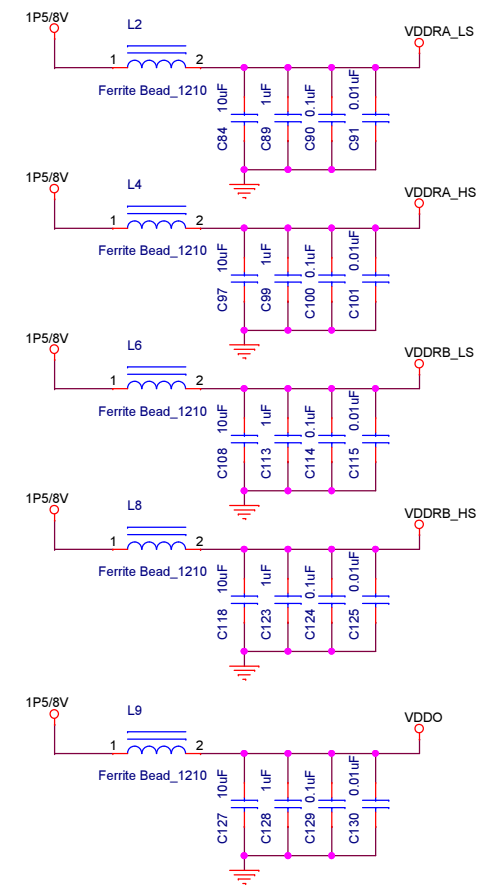 1P5/8V
L2
VDDRA_LS
1
2
Ferrite Bead_1210
10uF
1uF
0.1uF
0.01uF
C84
C89
C90
C91
1P5/8V
L4
VDDRA_HS
1
2
Ferrite Bead_1210
10uF
1uF
0.1uF
0.01uF
C97
C99
C100
C101
1P5/8V
L6
VDDRB_LS
1
2
Ferrite Bead_1210
10uF
1uF
0.1uF
0.01uF
C108
C113
C114
C115
1P5/8V
L8
VDDRB_HS
1
2
Ferrite Bead_1210
10uF
1uF
0.1uF
0.01uF
C118
C123
C124
C125
1P5/8V
L9
VDDO
1
2
Ferrite Bead_1210
10uF
1uF
0.1uF
0.01uF
C127
C128
C129
C130